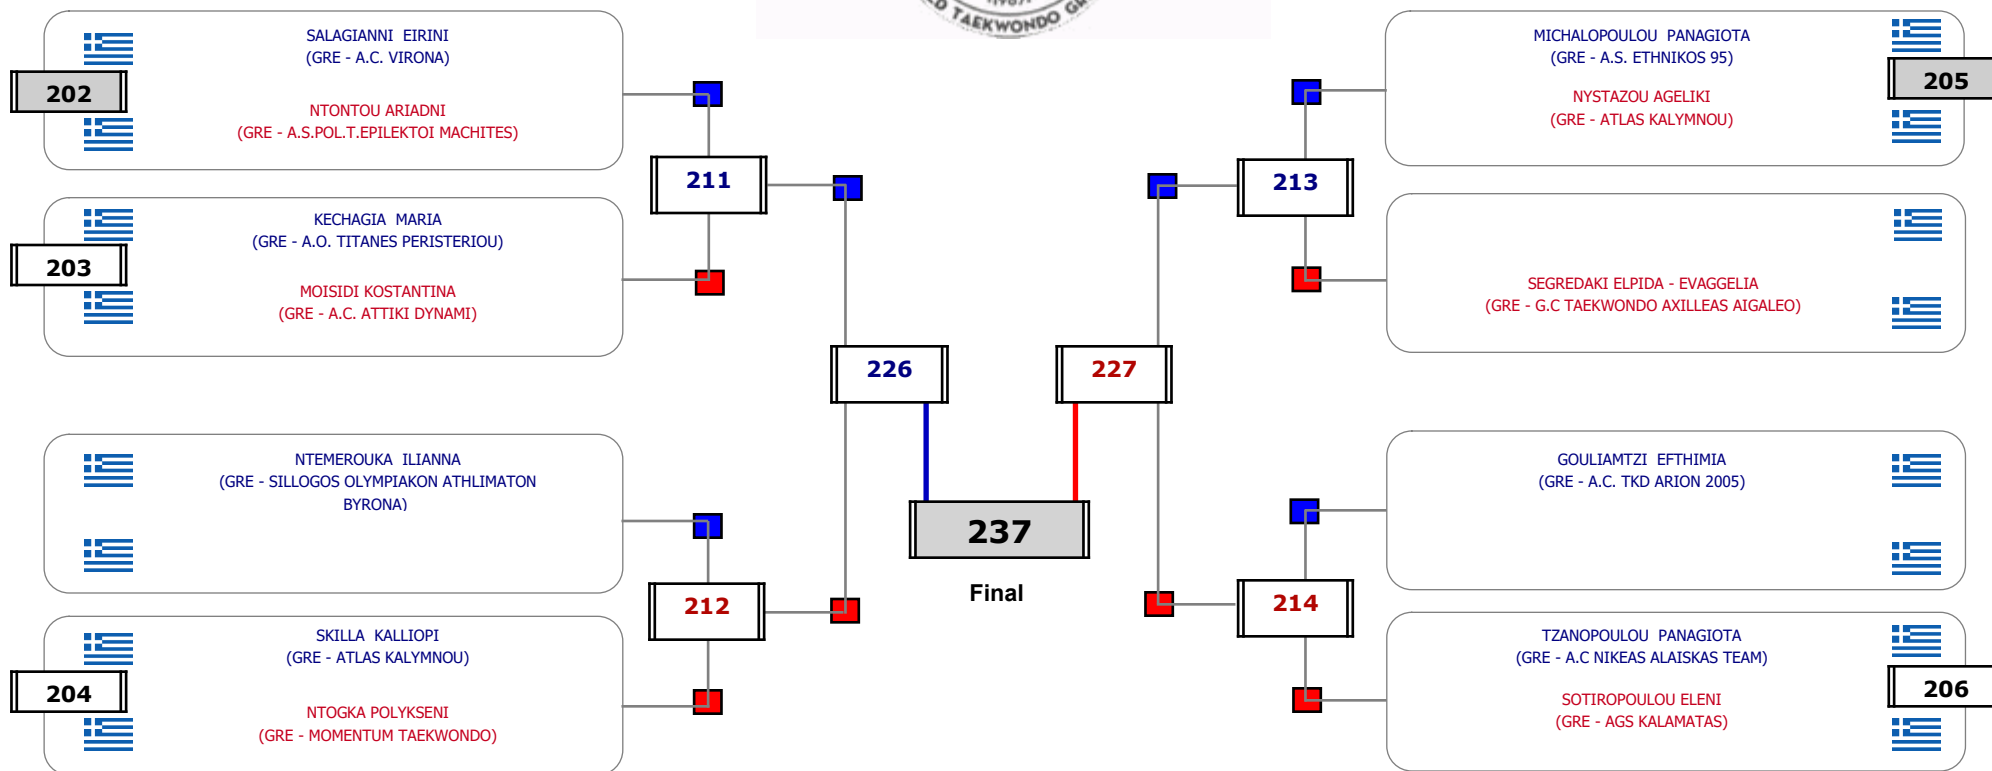 TAEKWONDO
202
SALAGIANNI EIRINI
(GRE - A.C. VIRONA)
NTONTOU ARIADNI
(GRE - A.S.POL.T.EPILEKTOI MACHITES)
203
KECHAGIA MARIA
(GRE - A.O. TITANES PERISTERIOU)
MOISIDI KOSTANTINA
(GRE - A.C. ATTIKI DYNAMI)
211
NTEMEROUKA ILIANNA
(GRE - SILLOGOS OLYMPIAKON ATHLIMATON
BYRONA)
204
SKILLA KALLIOPI
(GRE - ATLAS KALYMNOU)
NTOGKA POLYKSENI
(GRE - MOMENTUM TAEKWONDO)
212
226
227
237
Final
MICHALOPOULOU PANAGIOTA
(GRE - A.S. ETHNIKOS 95)
NYSTAZOU AGELIKI
(GRE - ATLAS KALYMNOU)
205
213
SEGREDAKI ELPIDA - EVAGGELIA
(GRE - G.C TAEKWONDO AXILLEAS AIGALEO)
GOULIAMTZI EFTHIMIA
(GRE - A.C. TKD ARION 2005)
214
TZANOPOULOU PANAGIOTA
(GRE - A.C NIKEAS ALAISKAS TEAM)
SOTIROPOULOU ELENI
(GRE - AGS KALAMATAS)
206